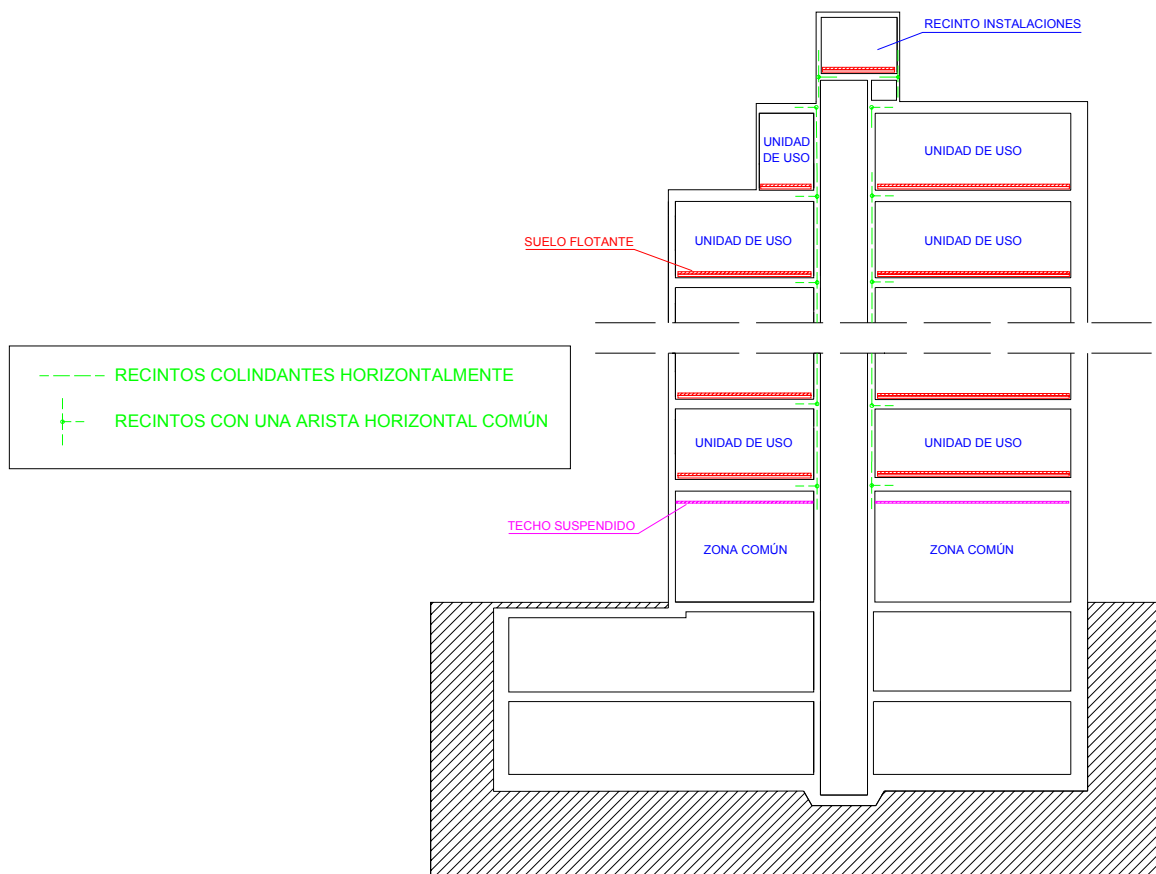 RECINTO INSTALACIONES
UNIDAD
DE USO
UNIDAD DE USO
SUELO FLOTANTE
UNIDAD DE USO
UNIDAD DE USO
RECINTOS COLINDANTES HORIZONTALMENTE
RECINTOS CON UNA ARISTA HORIZONTAL COMÚN
UNIDAD DE USO
UNIDAD DE USO
TECHO SUSPENDIDO
ZONA COMÚN
ZONA COMÚN